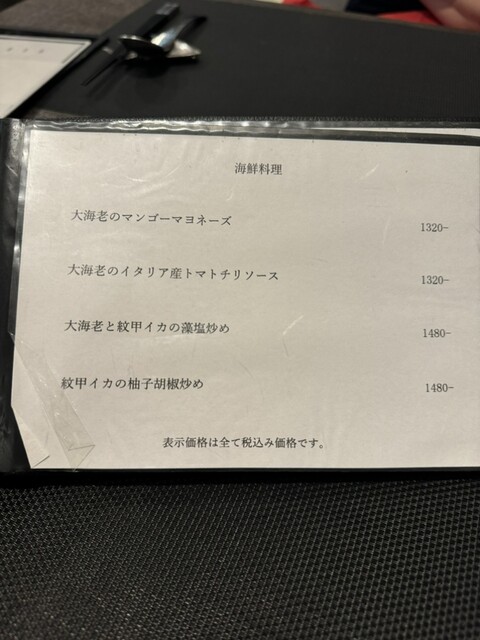 海鮮料理
大海老のマンゴーマヨネーズ 1320-
大海老のイタリア産トマトチリソース 1320-
大海老と紋甲イカの藻塩炒め 1480-
紋甲イカの柚子胡椒炒め 1480-
表示価格は全て税込み価格です。